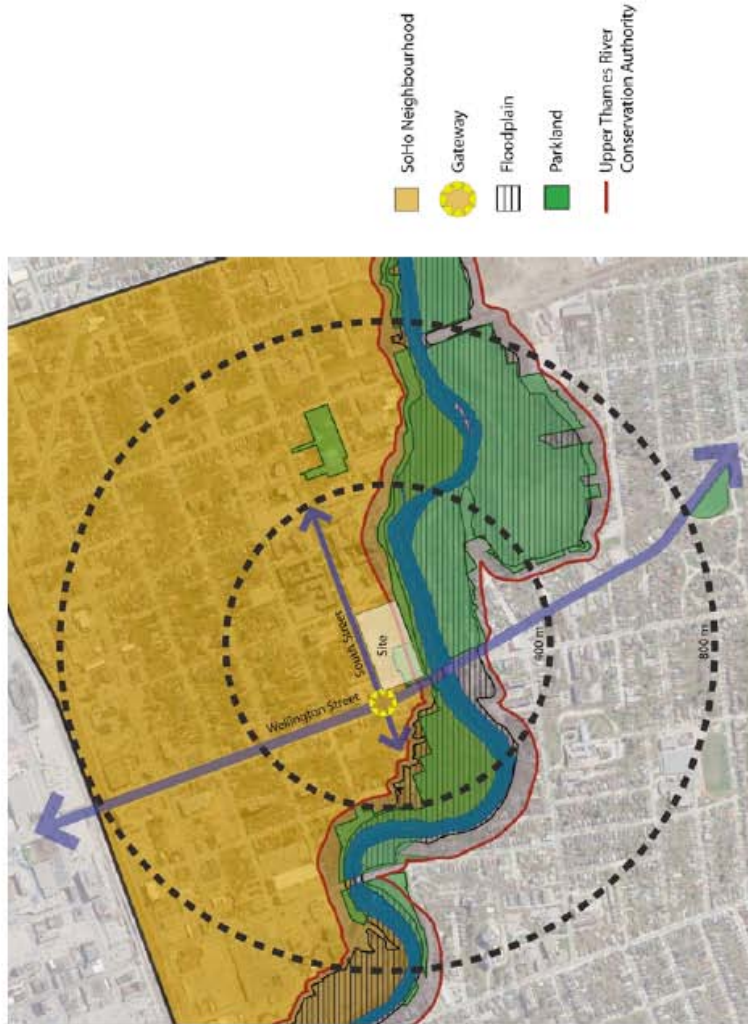 SoHo Neighbourhood
Gateway
Floodplain
Parkland
Upper Thames River
Conservation Authority
Wellington Street
South Street
Site
400 m
800 m